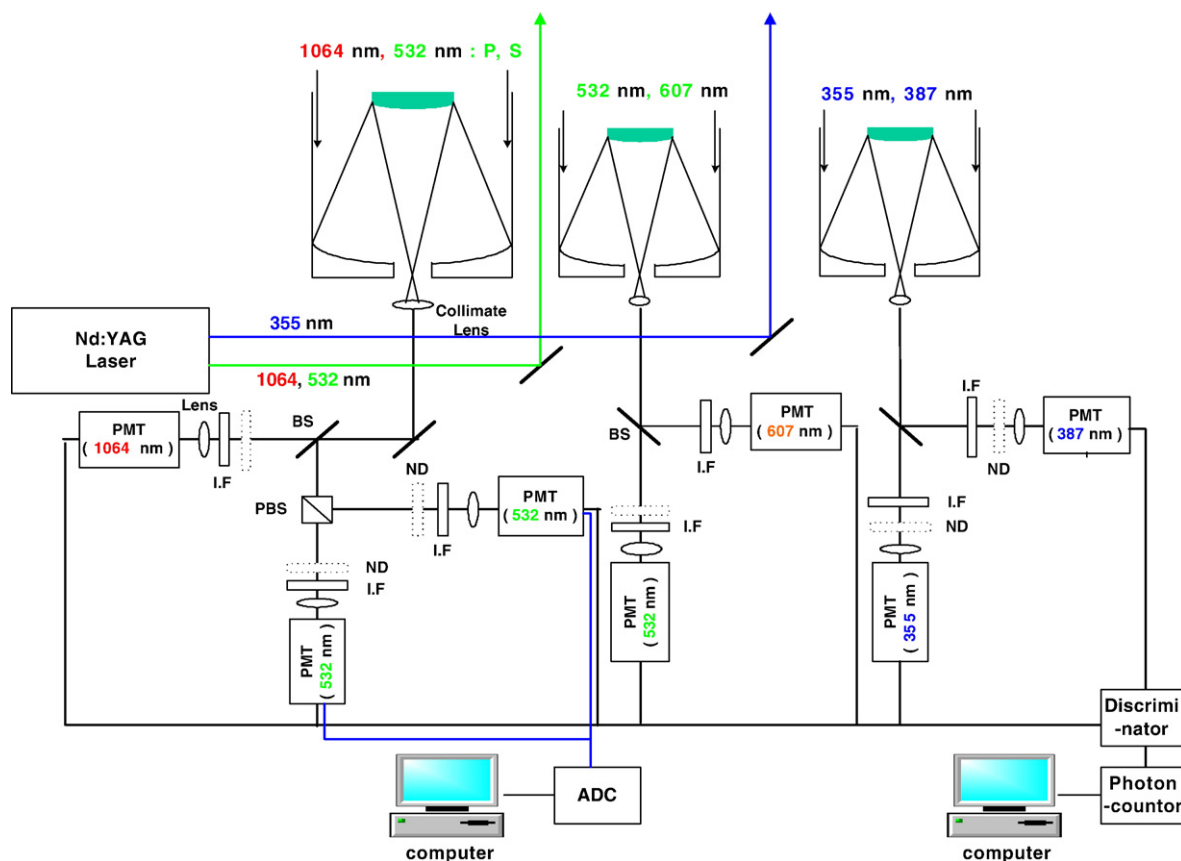 1064 nm, 532 nm : P, S
532 nm, 607 nm
355 nm, 387 nm
Collimate
Lens
Nd:YAG
Laser
355 nm
1064, 532 nm
Lens
BS
PMT
( 1064 nm)
I.F
BS
PMT
( 607 nm)
I.F
I.F
PMT
( 387 nm)
ND
PBS
ND
PMT
( 532 nm )
I.F
I.F
I.F
ND
ND
I.F
PMT
( 532 nm )
PMT
( 532 nm )
PMT
( 355 nm )
Discrimi
-nator
ADC
Photon
-countor
computer
computer